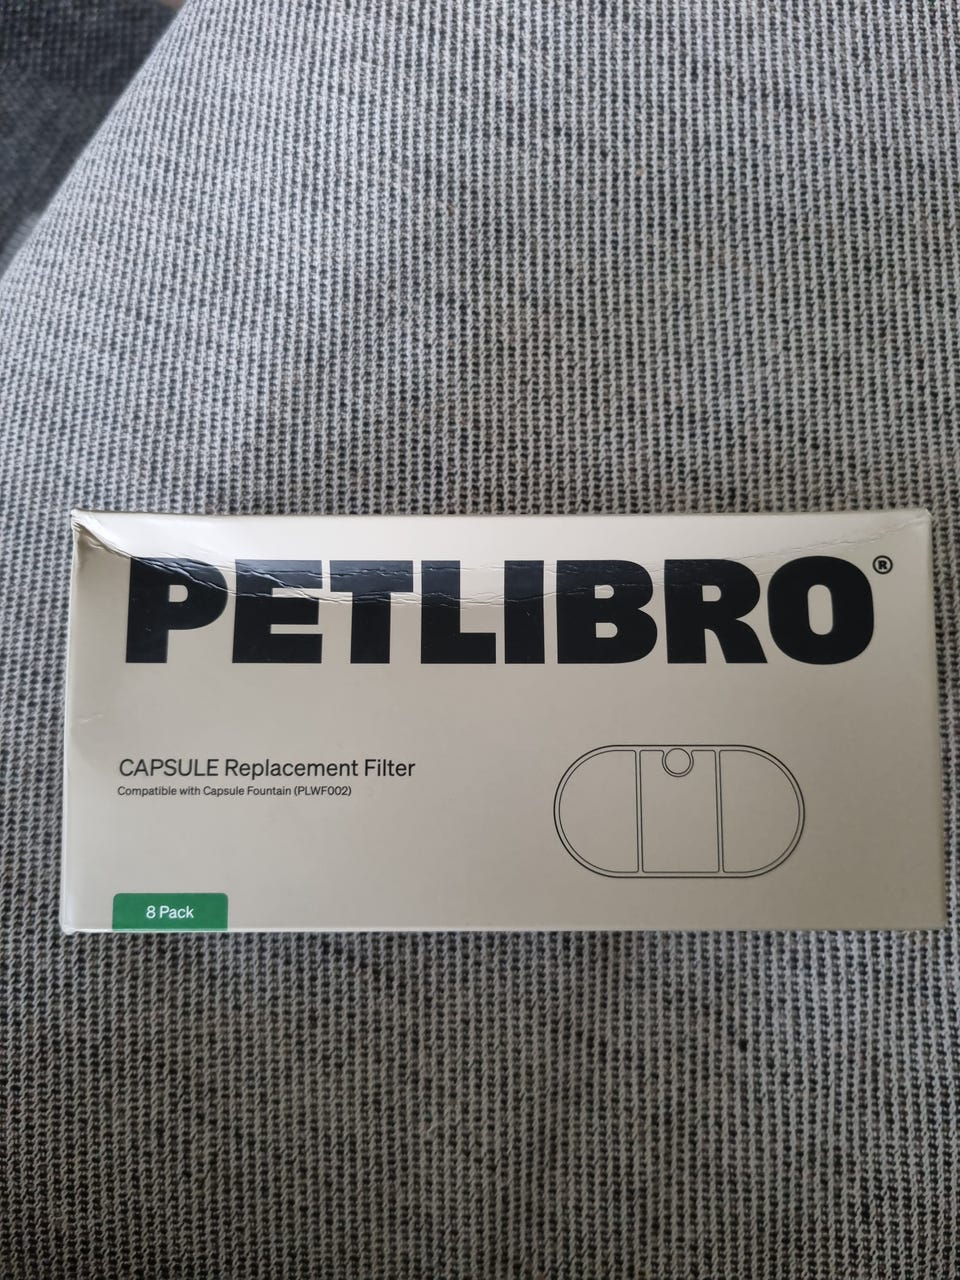 PETLIBRO®
CAPSULE Replacement Filter
Compatible with Capsule Fountain (PLWF002)
8 Pack